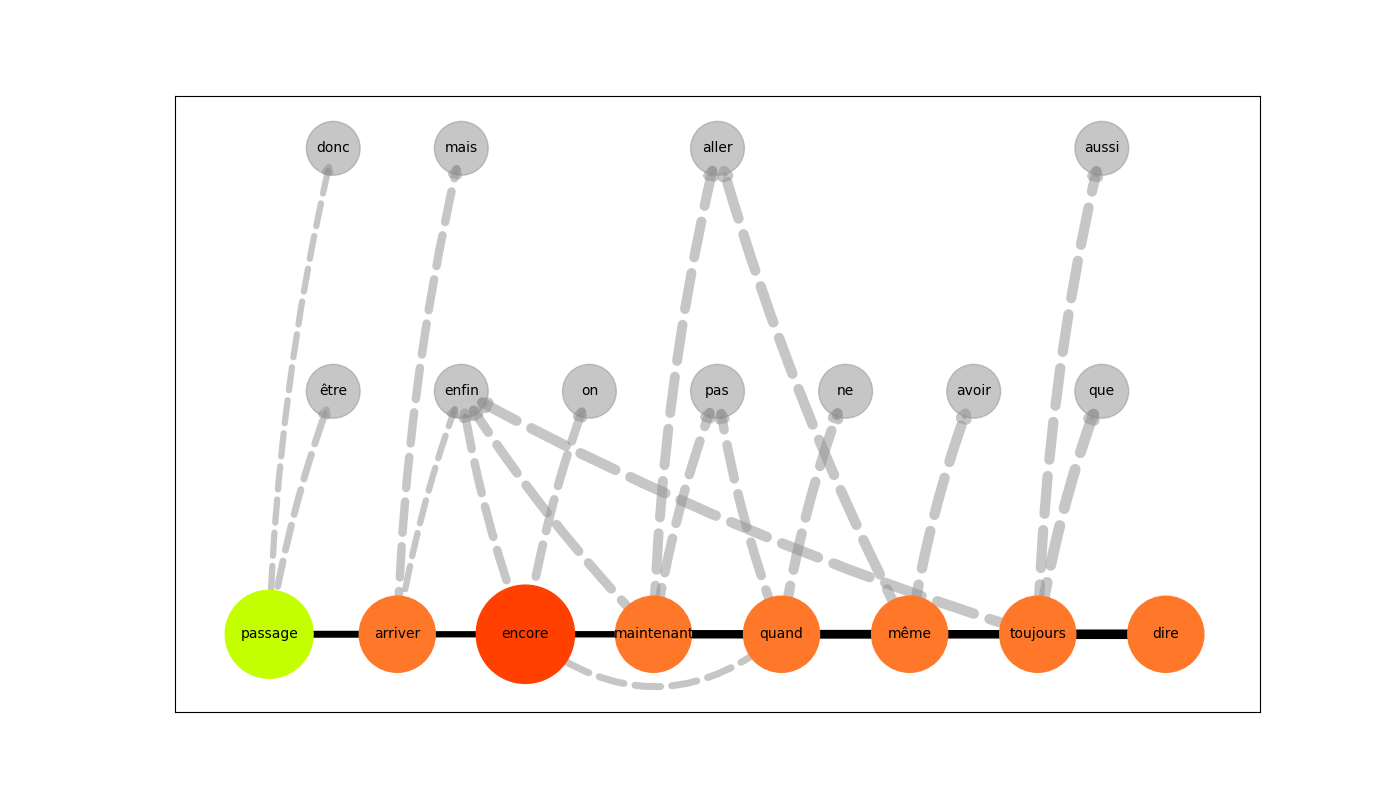 donc mais aller aussi
être enfin on pas ne avoir que
passage arriver encore maintenant quand même toujours dire